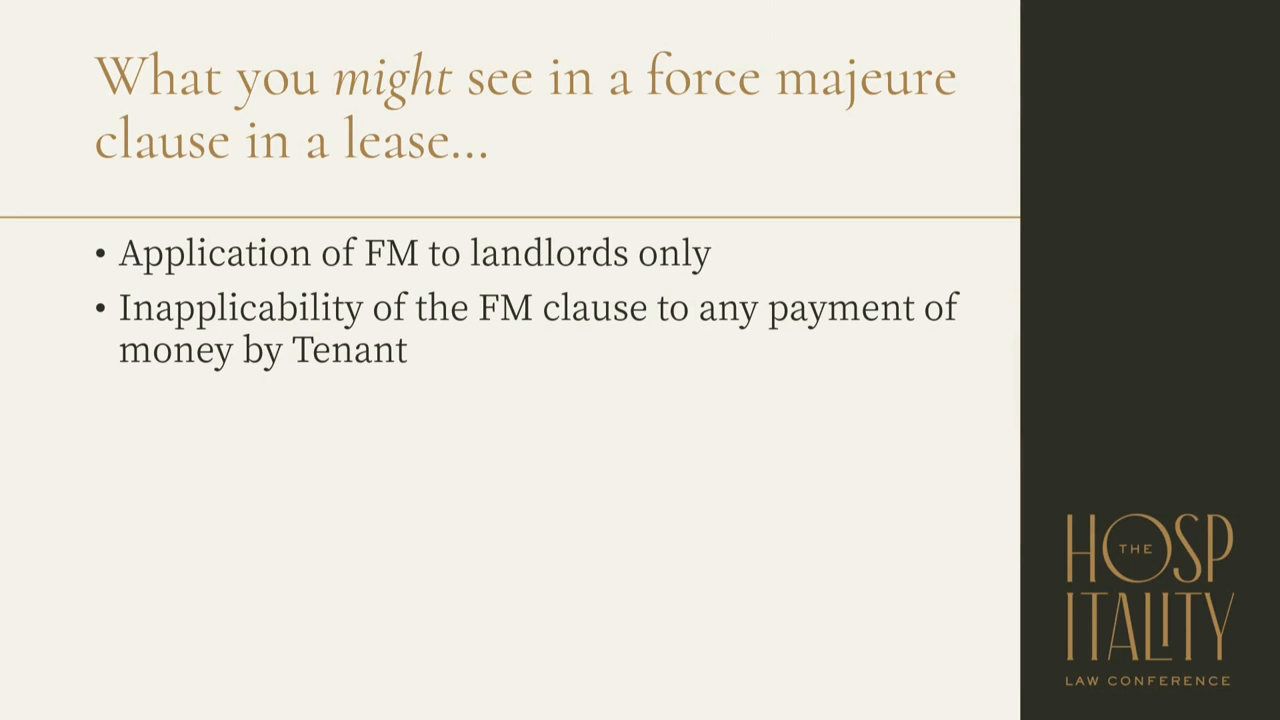 What you might see in a force majeure
clause in a lease...
• Application of FM to landlords only
• Inapplicability of the FM clause to any payment of
money by Tenant
THE
HOSP
ITALITY
LAW CONFERENCE